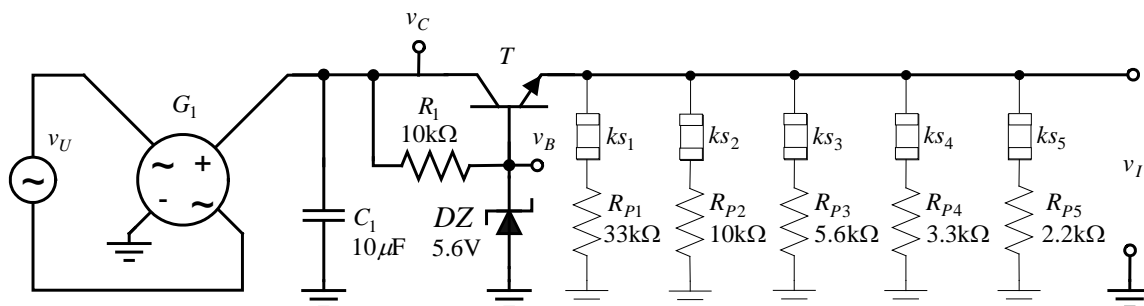 v_C
T
G_1
R_1
10kΩ
v_U
v_B
ks_1
ks_2
ks_3
ks_4
ks_5
~ +
- ~
~
C_1
10μF
DZ
5.6V
R_P1
33kΩ
R_P2
10kΩ
R_P3
5.6kΩ
R_P4
3.3kΩ
R_P5
2.2kΩ
v_I